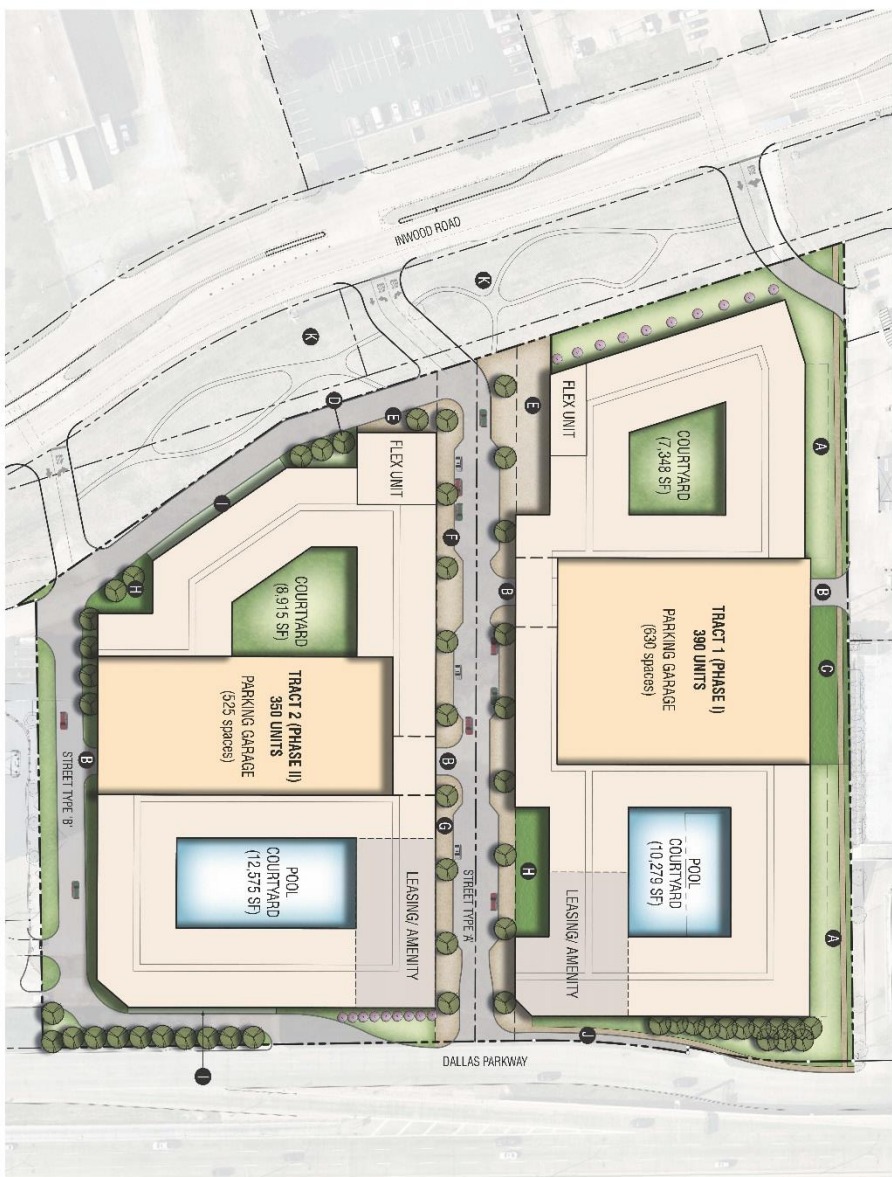 INWOOD ROAD
K
K
D
E
FLEX UNIT
E
FLEX UNIT
COURTYARD
(7,348 SF)
A
I
F
H
COURTYARD
(8,915 SF)
B
B
TRACT 1 (PHASE I)
390 UNITS
PARKING GARAGE
(630 spaces)
C
TRACT 2 (PHASE II)
350 UNITS
PARKING GARAGE
(525 spaces)
B
B
STREET TYPE 'B'
G
STREET TYPE 'A'
H
POOL
COURTYARD
(10,279 SF)
POOL
COURTYARD
(12,575 SF)
LEASING/ AMENITY
LEASING/ AMENITY
A
J
DALLAS PARKWAY
I